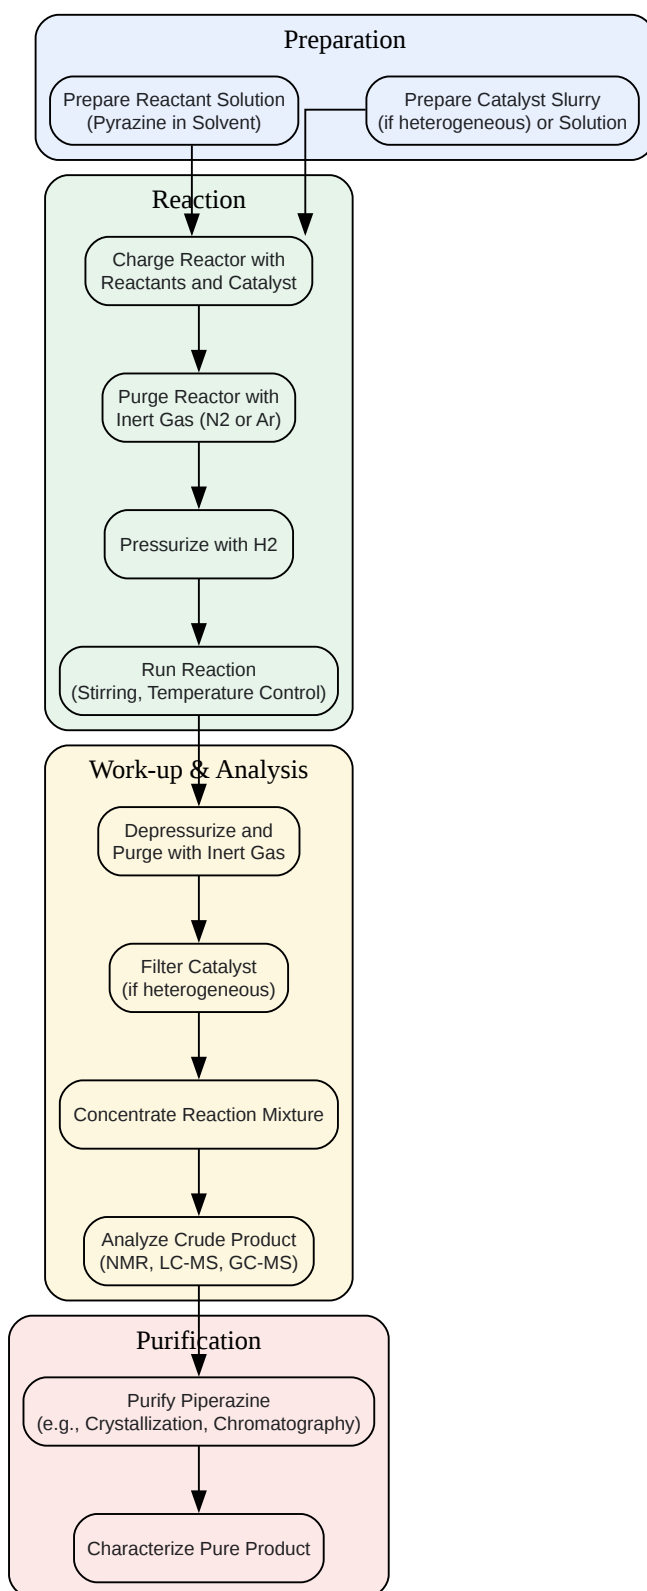 Preparation
Prepare Reactant Solution
(Pyrazine in Solvent)
Prepare Catalyst Slurry
(if heterogeneous) or Solution
Reaction
Charge Reactor with
Reactants and Catalyst
Purge Reactor with
Inert Gas (N2 or Ar)
Pressurize with H2
Run Reaction
(Stirring, Temperature Control)
Work-up & Analysis
Depressurize and
Purge with Inert Gas
Filter Catalyst
(if heterogeneous)
Concentrate Reaction Mixture
Analyze Crude Product
(NMR, LC-MS, GC-MS)
Purification
Purify Piperazine
(e.g., Crystallization, Chromatography)
Characterize Pure Product